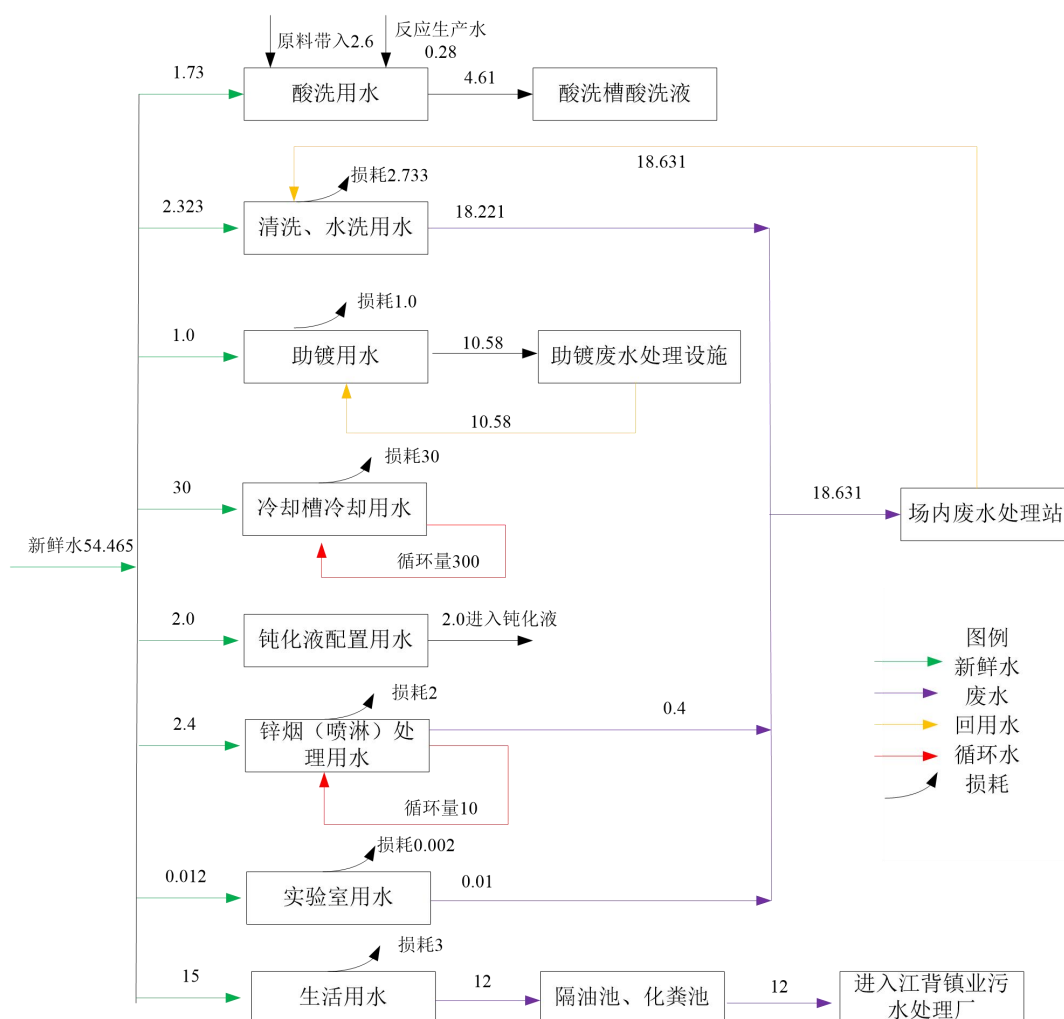 原料带入2.6
反应生产水
0.28
1.73
酸洗用水
4.61
酸洗槽酸洗液
18.631
损耗2.733
2.323
清洗、水洗用水
18.221
损耗1.0
1.0
助镀用水
10.58
助镀废水处理设施
10.58
损耗30
30
冷却槽冷却用水
循环量300
18.631
场内废水处理站
新鲜水54.465
2.0
钝化液配置用水
2.0进入钝化液
图例
新鲜水
废水
回用水
循环水
损耗
损耗2
2.4
锌烟（喷淋）处
理用水
0.4
循环量10
损耗0.002
0.012
实验室用水
0.01
损耗3
15
生活用水
12
隔油池、化粪池
12
进入江背镇业污
水处理厂